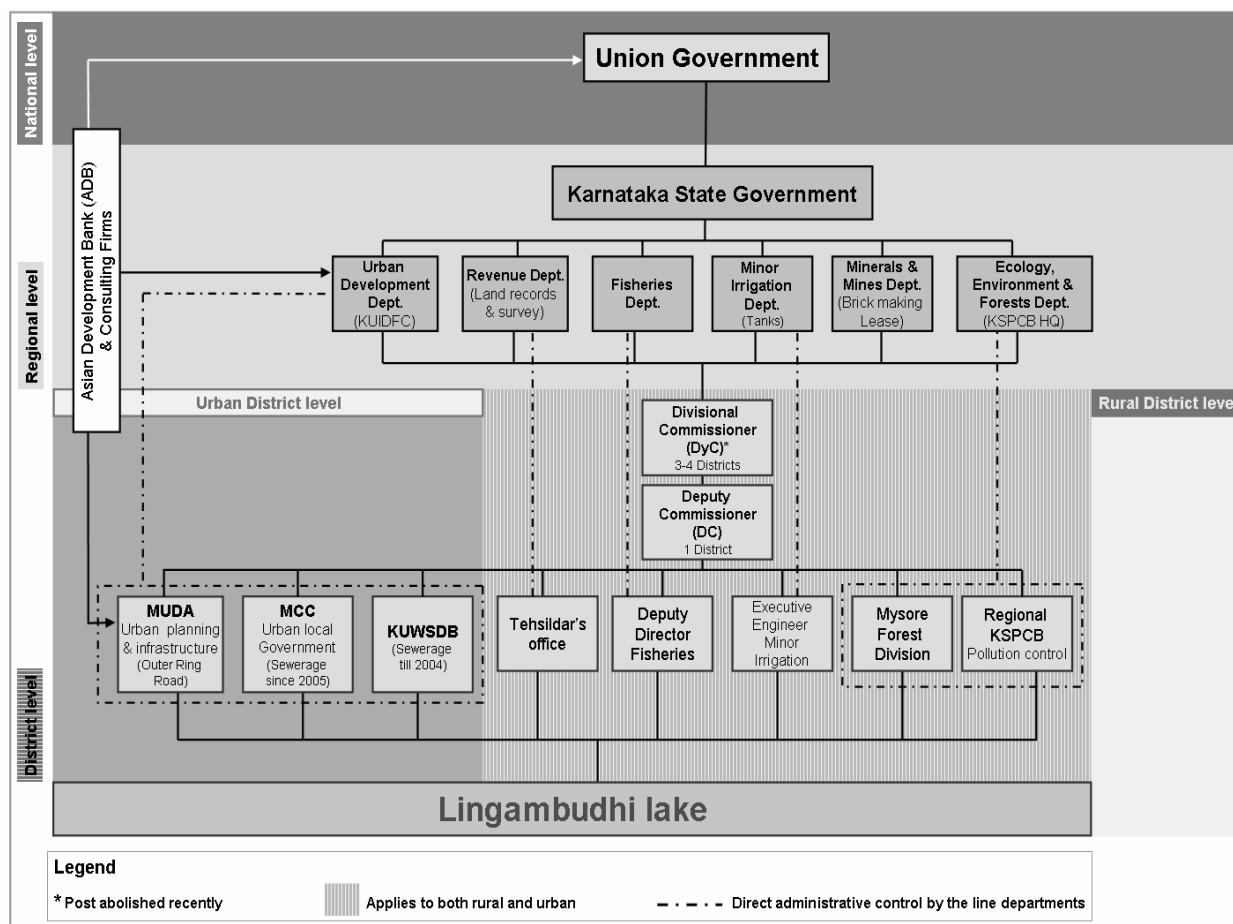 National level
Union Government
Asian Development Bank (ADB)
& Consulting Firms
Regional level
Karnataka State Government
Urban
Development
Dept.
(KUIDFC)
Revenue Dept.
(Land records
& survey)
Fisheries
Dept.
Minor
Irrigation
Dept.
(Tanks)
Minerals &
Mines Dept.
(Brick making
Lease)
Ecology,
Environment &
Forests Dept.
(KSPCB HQ)
Urban District level
Rural District level
Divisional
Commissioner
(DyC)*
3-4 Districts
Deputy
Commissioner
(DC)
1 District
District level
MUDA
Urban planning
& infrastructure
(Outer Ring
Road)
MCC
Urban local
Government
(Sewerage
since 2005)
KUWSDB
(Sewerage
till 2004)
Tehsildar's
office
Deputy
Director
Fisheries
Executive
Engineer
Minor
Irrigation
Mysore
Forest
Division
Regional
KSPCB
Pollution control
Lingambudhi lake
Legend
* Post abolished recently
Applies to both rural and urban
Direct administrative control by the line departments